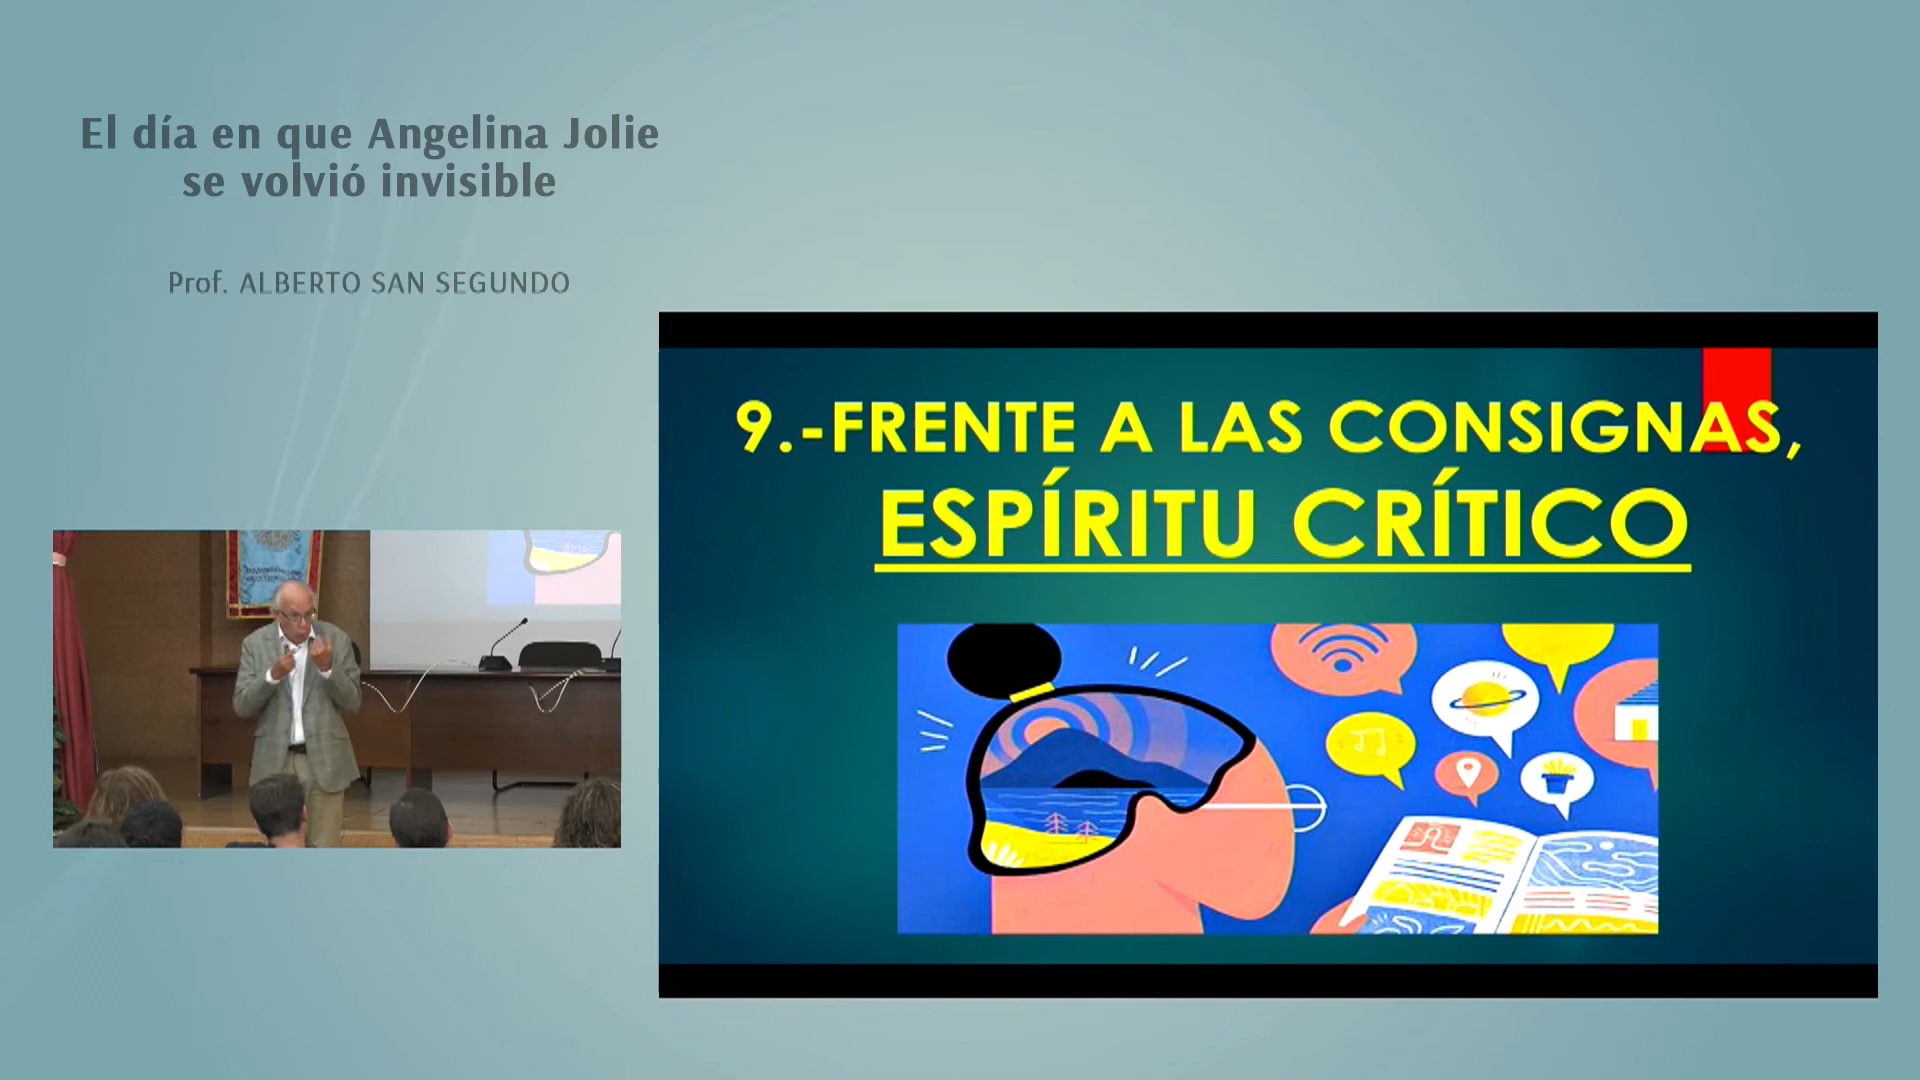 El día en que Angelina Jolie
se volvió invisible
Prof. ALBERTO SAN SEGUNDO
9.-FRENTE A LAS CONSIGNAS,
ESPÍRITU CRÍTICO